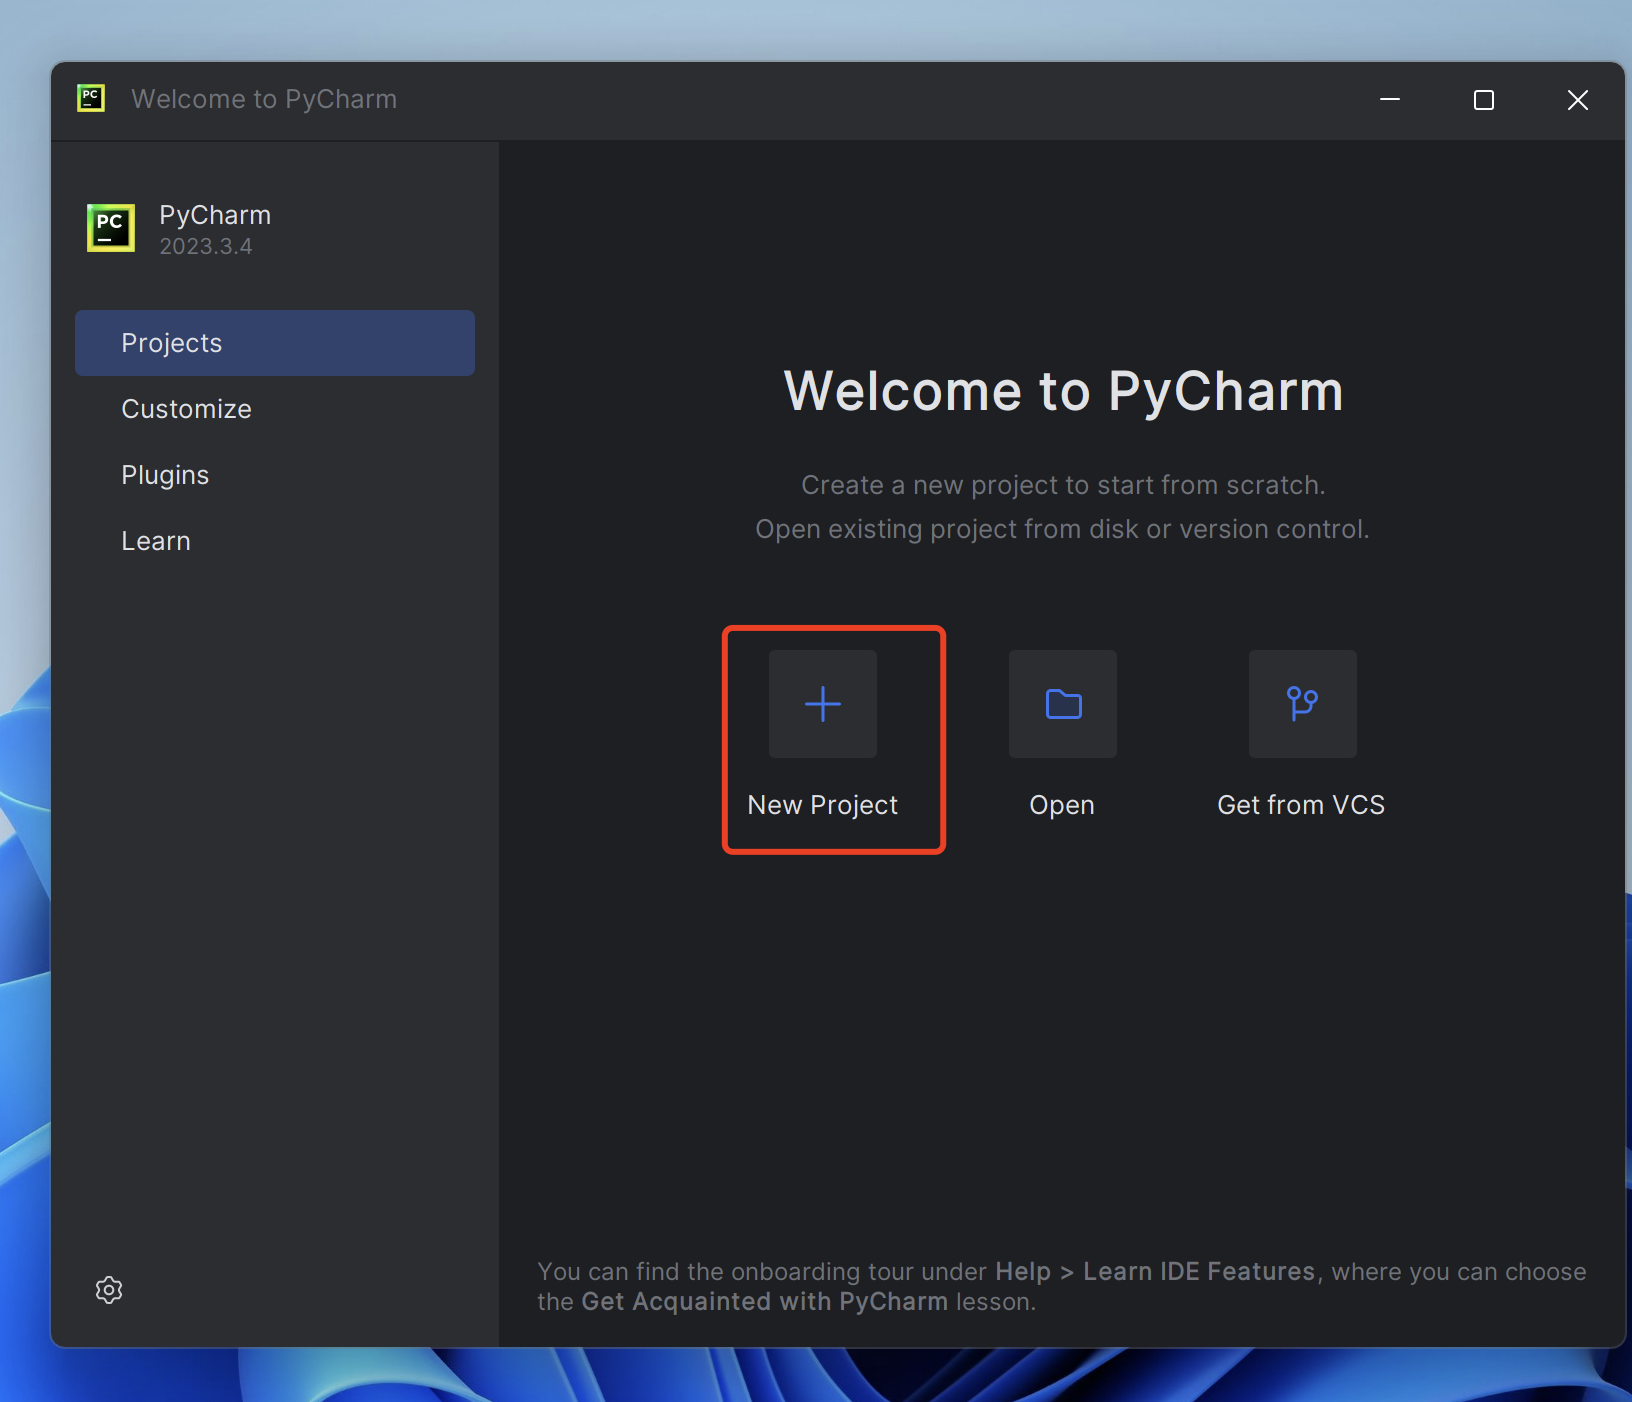 PC
Welcome to PyCharm
PC
PyCharm
2023.3.4
Projects
Customize
Plugins
Learn
Welcome to PyCharm
Create a new project to start from scratch.
Open existing project from disk or version control.
New Project
Open
Get from VCS
You can find the onboarding tour under Help > Learn IDE Features, where you can choose
the Get Acquainted with PyCharm lesson.